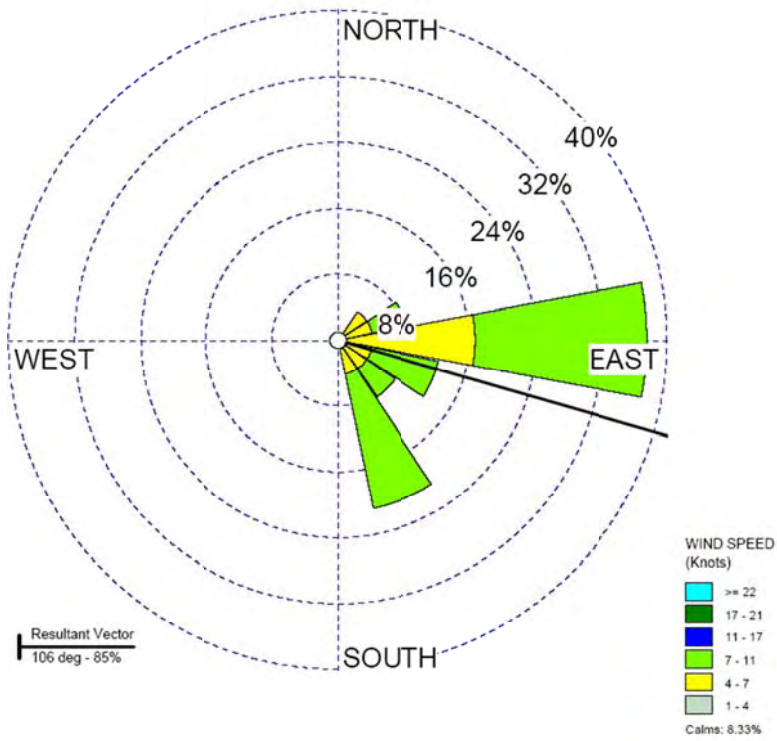 NORTH
40%
32%
24%
16%
8%
WEST
EAST
SOUTH
Resultant Vector
106 deg - 85%
WIND SPEED
(Knots)
>= 22
17 - 21
11 - 17
7 - 11
4 - 7
1 - 4
Calms: 8.33%